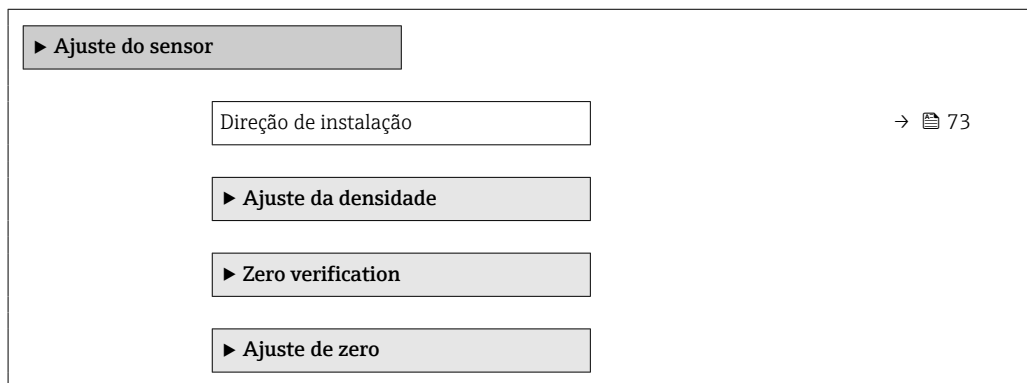 ▶ Ajuste do sensor
Direção de instalação → 🖹 73
▶ Ajuste da densidade
▶ Zero verification
▶ Ajuste de zero